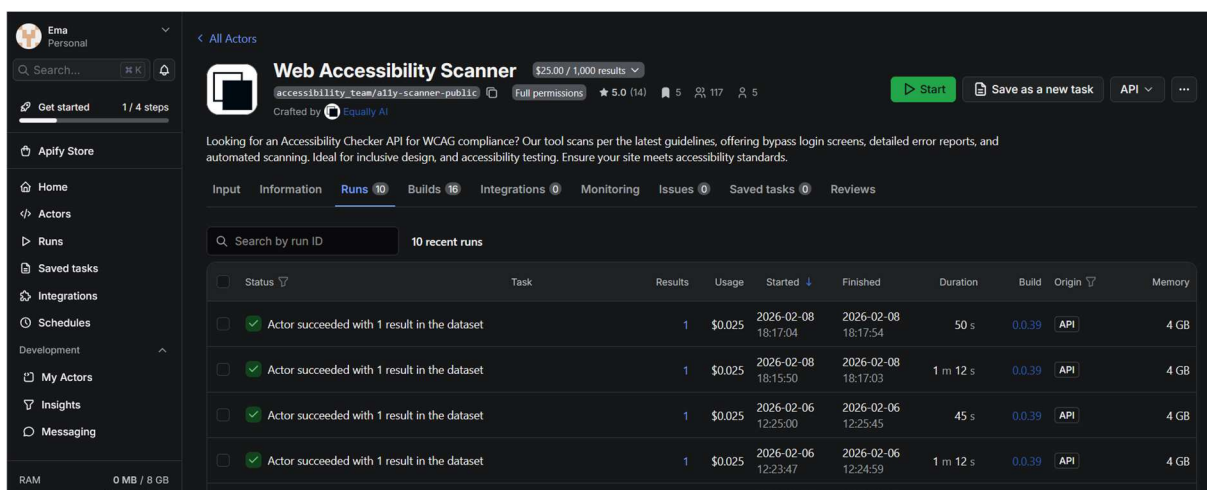 Ema
Personal
Search...
⌘ K
Get started 1 / 4 steps
Apify Store
Home
Actors
Runs
Saved tasks
Integrations
Schedules
Development
My Actors
Insights
Messaging
RAM 0 MB / 8 GB
All Actors
Web Accessibility Scanner $25.00 / 1,000 results
accessibility_team/a11y-scanner-public Full permissions 5.0 (14) 5 117 5
Crafted by Equally AI
Start Save as a new task API ...
Looking for an Accessibility Checker API for WCAG compliance? Our tool scans per the latest guidelines, offering bypass login screens, detailed error reports, and
automated scanning. Ideal for inclusive design, and accessibility testing. Ensure your site meets accessibility standards.
Input Information Runs 10 Builds 16 Integrations 0 Monitoring Issues 0 Saved tasks 0 Reviews
Search by run ID 10 recent runs
Status Task Results Usage Started ↓ Finished Duration Build Origin Memory
Actor succeeded with 1 result in the dataset 1 $0.025 2026-02-08 2026-02-08 50 s 0.0.39 API 4 GB
18:17:04 18:17:54
Actor succeeded with 1 result in the dataset 1 $0.025 2026-02-08 2026-02-08 1 m 12 s 0.0.39 API 4 GB
18:15:50 18:17:03
Actor succeeded with 1 result in the dataset 1 $0.025 2026-02-06 2026-02-06 45 s 0.0.39 API 4 GB
12:25:00 12:25:45
Actor succeeded with 1 result in the dataset 1 $0.025 2026-02-06 2026-02-06 1 m 12 s 0.0.39 API 4 GB
12:23:47 12:24:59